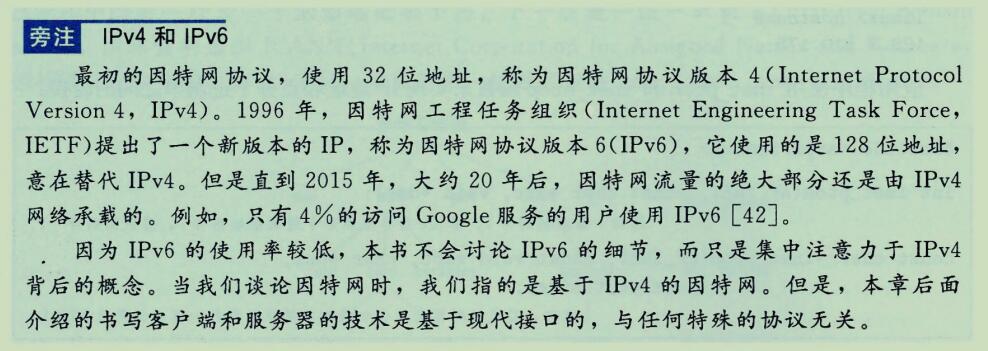 旁注 IPv4 和 IPv6
最初的因特网协议，使用 32 位地址，称为因特网协议版本 4(Internet Protocol
Version 4，IPv4)。1996 年，因特网工程任务组织(Internet Engineering Task Force，
IETF)提出了一个新版本的 IP，称为因特网协议版本 6(IPv6)，它使用的是 128 位地址，
意在替代 IPv4。但是直到 2015 年，大约 20 年后，因特网流量的绝大部分还是由 IPv4
网络承载的。例如，只有 4%的访问 Google 服务的用户使用 IPv6 [42]。
因为 IPv6 的使用率较低，本书不会讨论 IPv6 的细节，而只是集中注意力于 IPv4
背后的概念。当我们谈论因特网时，我们指的是基于 IPv4 的因特网。但是，本章后面
介绍的书写客户端和服务器的技术是基于现代接口的，与任何特殊的协议无关。